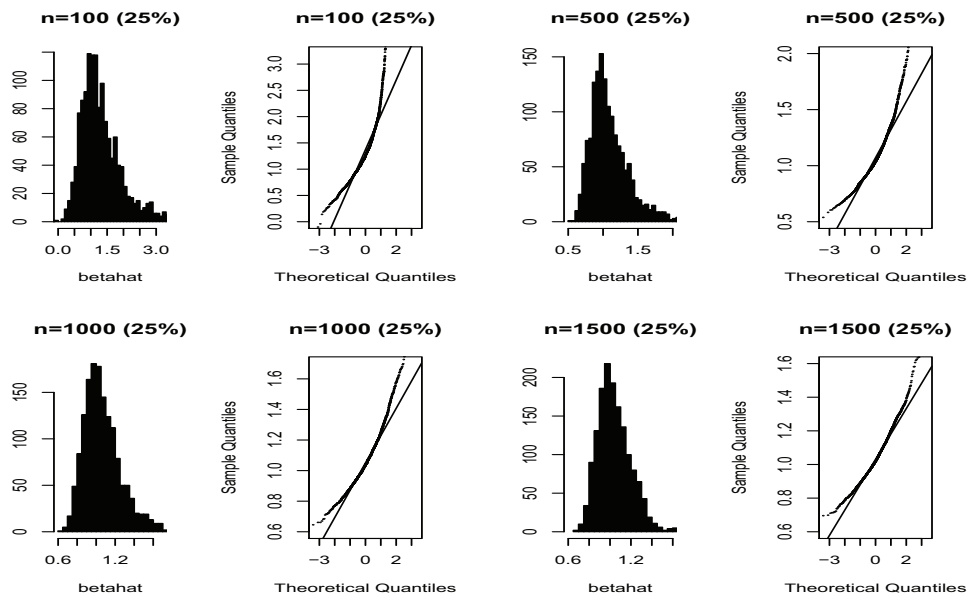 n=100 (25%)
0 20 40 60 80 100
0.0 1.5 3.0
betahat
n=100 (25%)
Sample Quantiles
0.0 0.5 1.0 1.5 2.0 2.5 3.0
−3 0 2
Theoretical Quantiles
n=500 (25%)
0 50 100 150
0.5 1.5
betahat
n=500 (25%)
Sample Quantiles
0.5 1.0 1.5 2.0
−3 0 2
Theoretical Quantiles
n=1000 (25%)
0 50 100 150
0.6 1.2
betahat
n=1000 (25%)
Sample Quantiles
0.6 0.8 1.0 1.2 1.4 1.6
−3 0 2
Theoretical Quantiles
n=1500 (25%)
0 50 100 150 200
0.6 1.2
betahat
n=1500 (25%)
Sample Quantiles
0.6 0.8 1.0 1.2 1.4 1.6
−3 0 2
Theoretical Quantiles